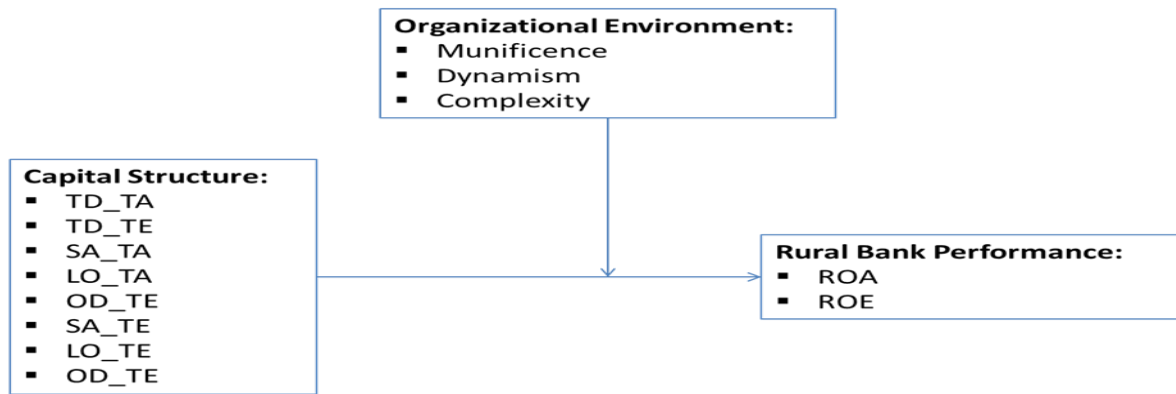 Organizational Environment:
▪ Munificence
▪ Dynamism
▪ Complexity
Capital Structure:
▪ TD_TA
▪ TD_TE
▪ SA_TA
▪ LO_TA
▪ OD_TE
▪ SA_TE
▪ LO_TE
▪ OD_TE
Rural Bank Performance:
▪ ROA
▪ ROE